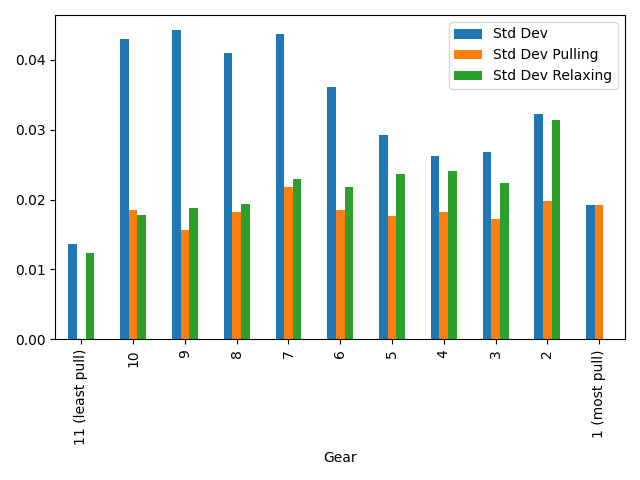 Std Dev
Std Dev Pulling
Std Dev Relaxing
0.04
0.03
0.02
0.01
0.00
11 (least pull)
10
9
8
7
6
5
4
3
2
1 (most pull)
Gear